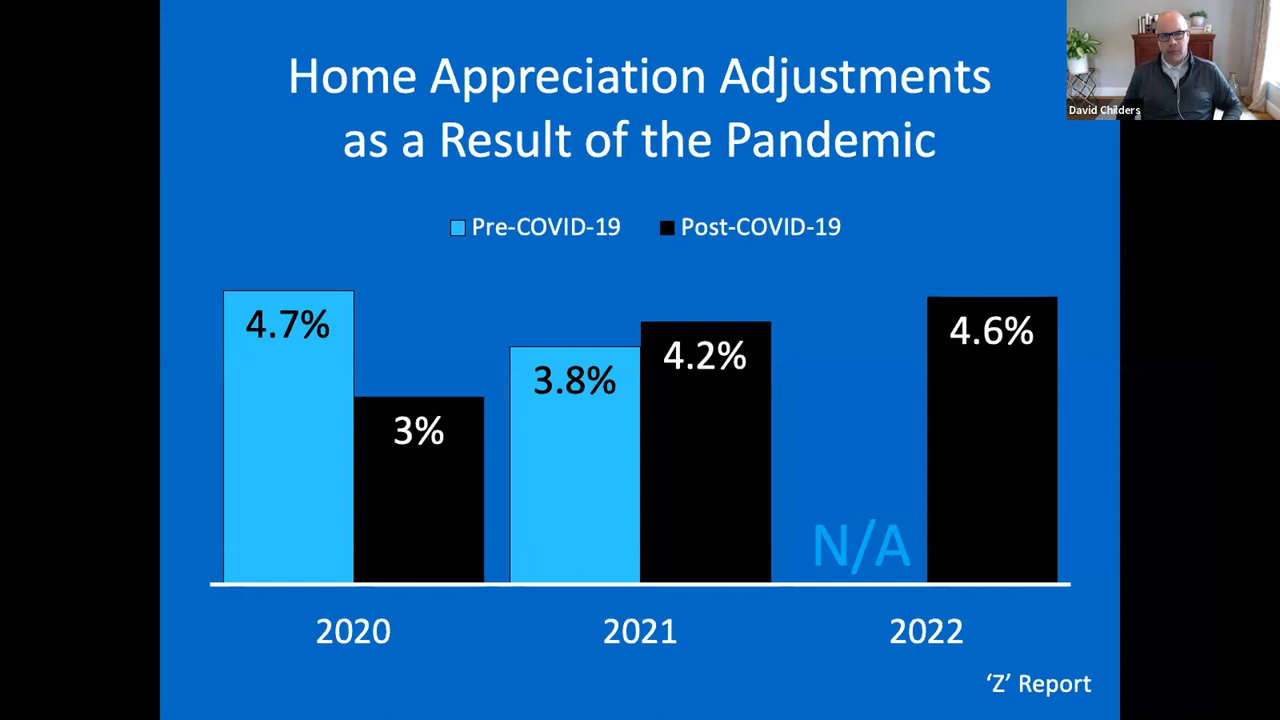 Home Appreciation Adjustments
as a Result of the Pandemic
David Childers
Pre-COVID-19 Post-COVID-19
4.7%
3%
3.8%
4.2%
N/A
4.6%
2020 2021 2022
‘Z’ Report